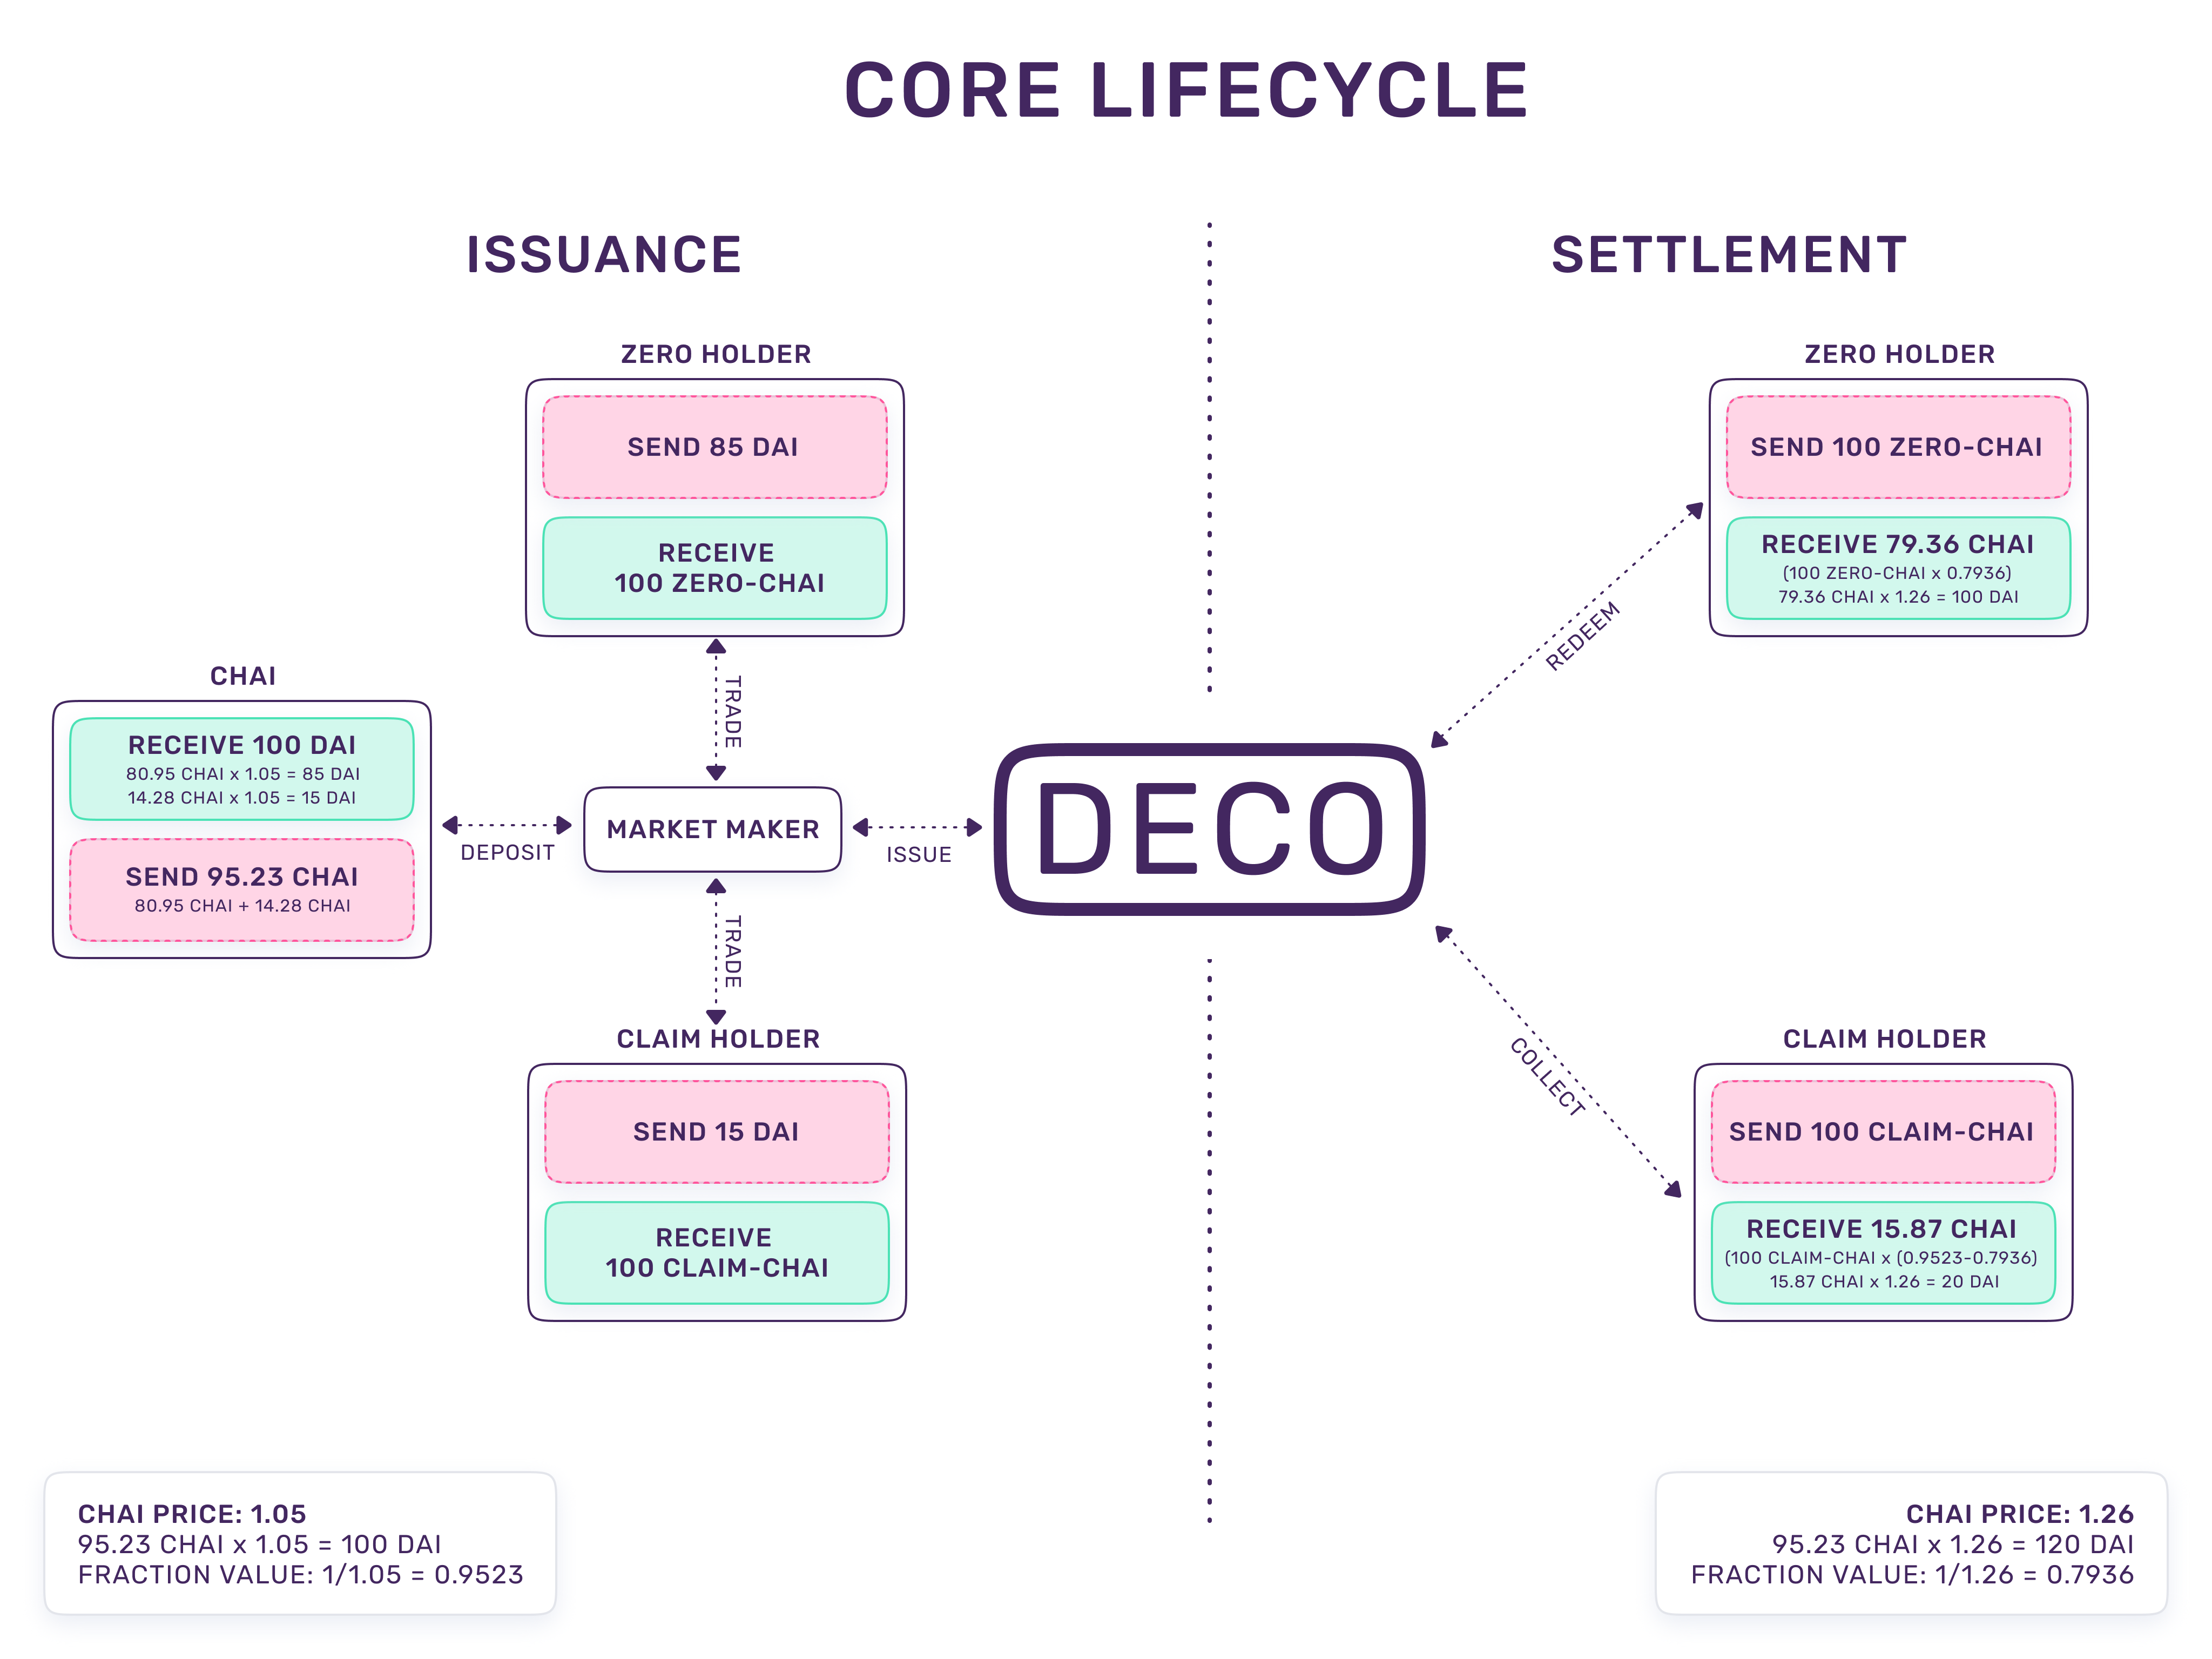 CORE LIFECYCLE
ISSUANCE
ZERO HOLDER
SEND 85 DAI
RECEIVE
100 ZERO-CHAI
TRADE
CHAI
RECEIVE 100 DAI
80.95 CHAI x 1.05 = 85 DAI
14.28 CHAI x 1.05 = 15 DAI
SEND 95.23 CHAI
80.95 CHAI + 14.28 CHAI
DEPOSIT
MARKET MAKER
ISSUE
DECO
TRADE
CLAIM HOLDER
SEND 15 DAI
RECEIVE
100 CLAIM-CHAI
CHAI PRICE: 1.05
95.23 CHAI x 1.05 = 100 DAI
FRACTION VALUE: 1/1.05 = 0.9523
SETTLEMENT
ZERO HOLDER
SEND 100 ZERO-CHAI
RECEIVE 79.36 CHAI
(100 ZERO-CHAI x 0.7936)
79.36 CHAI x 1.26 = 100 DAI
REDEEM
COLLECT
CLAIM HOLDER
SEND 100 CLAIM-CHAI
RECEIVE 15.87 CHAI
(100 CLAIM-CHAI x (0.9523-0.7936)
15.87 CHAI x 1.26 = 20 DAI
CHAI PRICE: 1.26
95.23 CHAI x 1.26 = 120 DAI
FRACTION VALUE: 1/1.26 = 0.7936